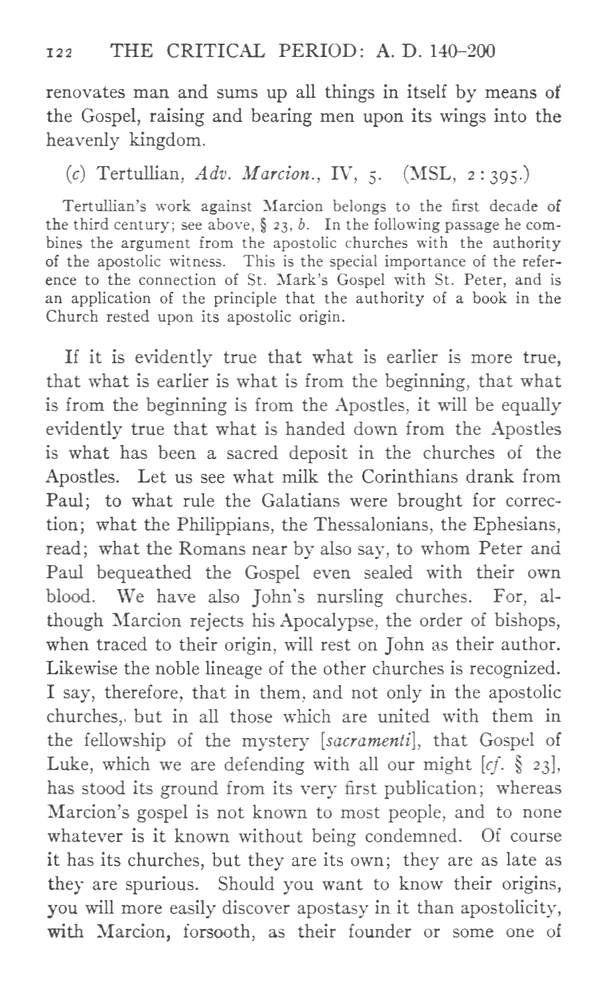 122 THE CRITICAL PERIOD: A. D. 140–200
renovates man and sums up all things in itself by means of
the Gospel, raising and bearing men upon its wings into the
heavenly kingdom.
(c) Tertullian, Adv. Marcion., IV, 5. (MSL, 2:395.)
Tertullian's work against Marcion belongs to the first decade of
the third century; see above, § 23, b. In the following passage he com-
bines the argument from the apostolic churches with the authority
of the apostolic witness. This is the special importance of the refer-
ence to the connection of St. Mark's Gospel with St. Peter, and is
an application of the principle that the authority of a book in the
Church rested upon its apostolic origin.
If it is evidently true that what is earlier is more true,
that what is earlier is what is from the beginning, that what
is from the beginning is from the Apostles, it will be equally
evidently true that what is handed down from the Apostles
is what has been a sacred deposit in the churches of the
Apostles. Let us see what milk the Corinthians drank from
Paul; to what rule the Galatians were brought for correc-
tion; what the Philippians, the Thessalonians, the Ephesians,
read; what the Romans near by also say, to whom Peter and
Paul bequeathed the Gospel even sealed with their own
blood. We have also John's nursling churches. For, al-
though Marcion rejects his Apocalypse, the order of bishops,
when traced to their origin, will rest on John as their author.
Likewise the noble lineage of the other churches is recognized.
I say, therefore, that in them, and not only in the apostolic
churches,. but in all those which are united with them in
the fellowship of the mystery [sacramenti], that Gospel of
Luke, which we are defending with all our might [cf. § 23],
has stood its ground from its very first publication; whereas
Marcion's gospel is not known to most people, and to none
whatever is it known without being condemned. Of course
it has its churches, but they are its own; they are as late as
they are spurious. Should you want to know their origins,
you will more easily discover apostasy in it than apostolicity,
with Marcion, forsooth, as their founder or some one of